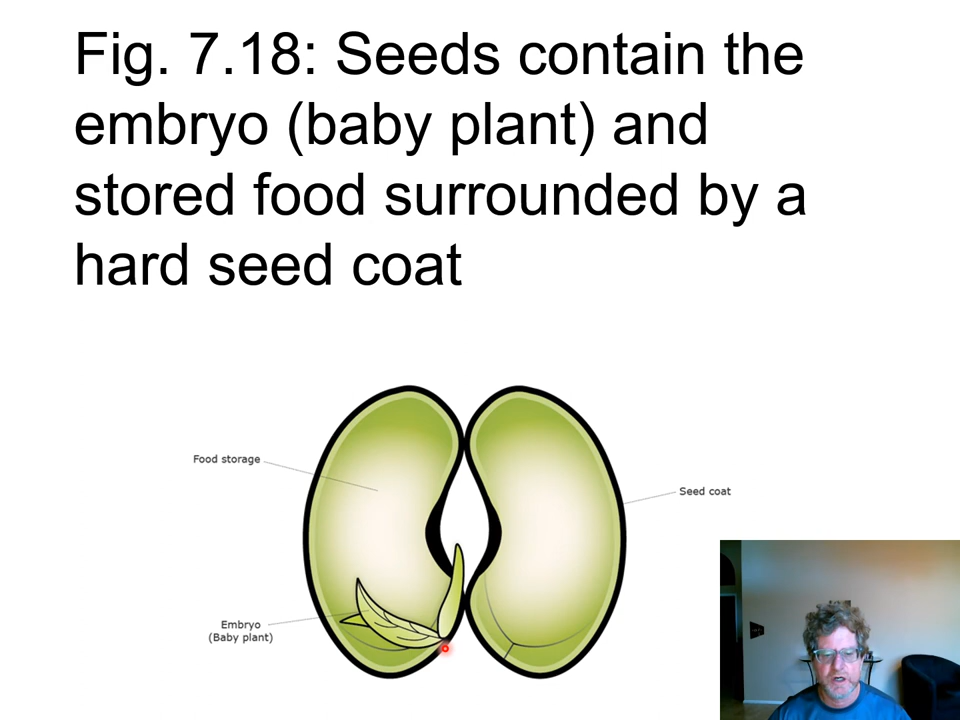 Fig. 7.18: Seeds contain the
embryo (baby plant) and
stored food surrounded by a
hard seed coat
Food storage
Seed coat
Embryo
(Baby plant)